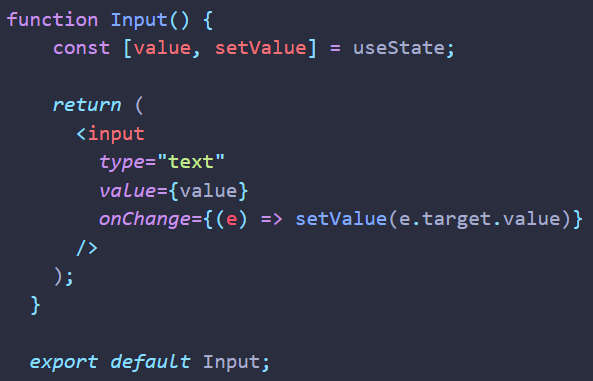 function Input() {
    const [value, setValue] = useState;

    return (
      <input
        type="text"
        value={value}
        onChange={(e) => setValue(e.target.value)}
      />
    );
  }

  export default Input;